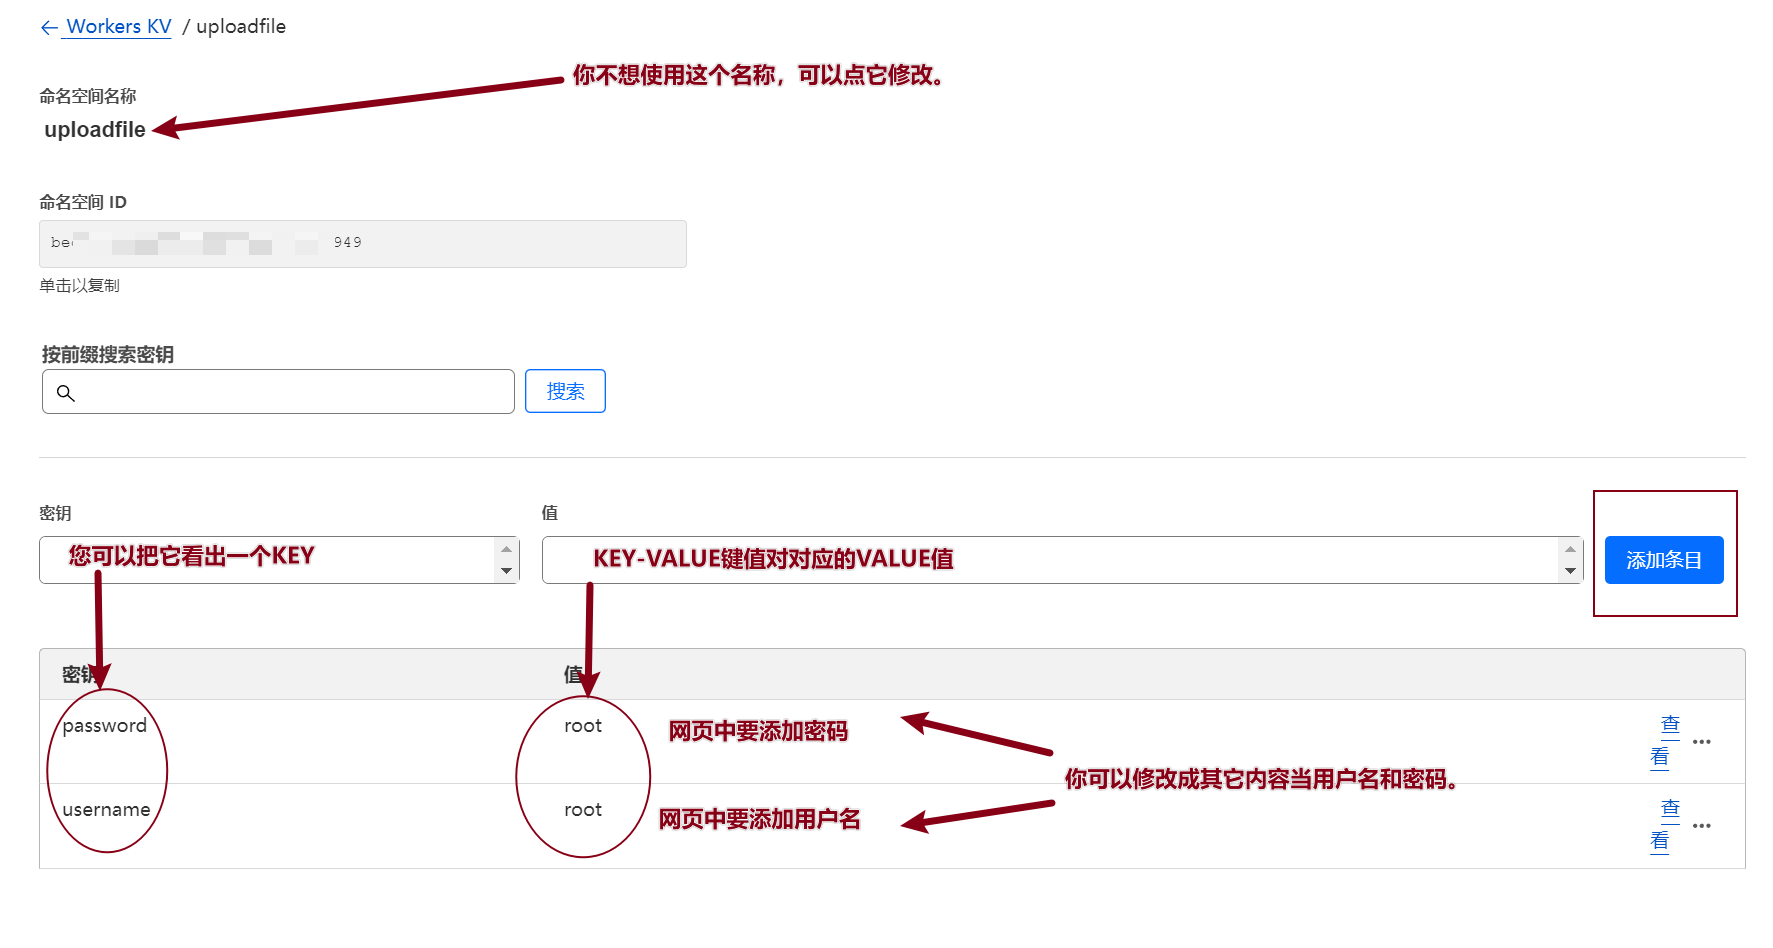 ← Workers KV / uploadfile
你不想使用这个名称，可以点它修改。
命名空间名称
uploadfile
命名空间 ID
949
单击以复制
按前缀搜索密钥
搜索
密钥
值
您可以把它看出一个KEY
KEY-VALUE键值对对应的VALUE值
添加条目
密钥
值
password
root
网页中要添加密码
查看
你可以修改成其它内容当用户名和密码。
username
root
网页中要添加用户名
查看